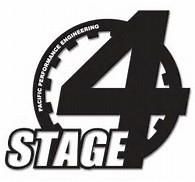 PACIFIC PERFORMANCE ENGINEERING
STAGE
4